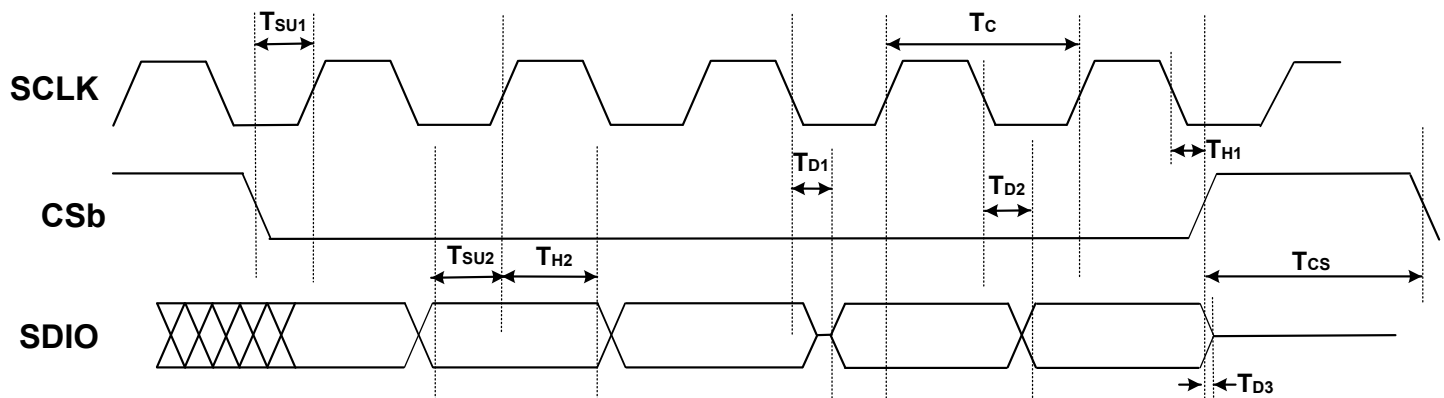 TSU1
TC
SCLK
TH1
TD1
TD2
CSb
TSU2
TH2
TCS
SDIO
TD3